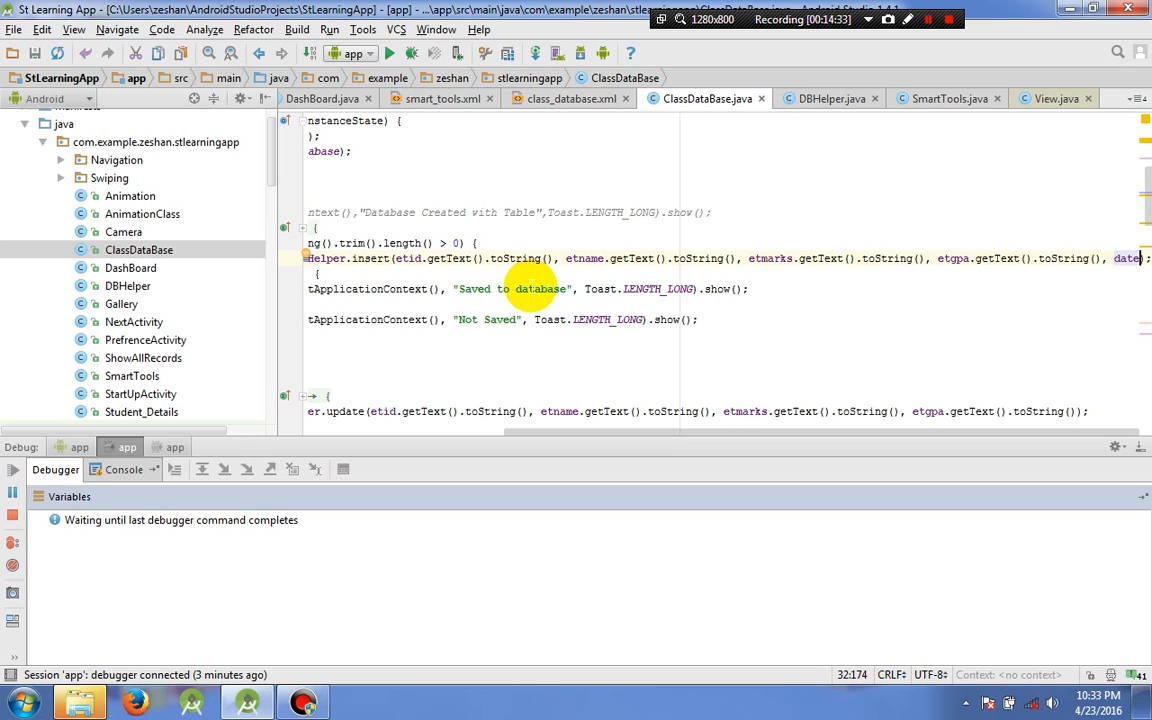 St Learning App - [C:\Users\zeshan\AndroidStudioProjects\StLearningApp] - [app] - ...\app\src\main\java\com\example\zeshan\stlearningapp\ClassDataBase.java
1280x800 Recording [00:14:33]
File Edit View Navigate Code Analyze Refactor Build Run Tools VCS Window Help
app
StLearningApp app src main java com example zeshan stlearningapp ClassDataBase
Android DashBoard.java smart_tools.xml class_database.xml ClassDataBase.java DBHelper.java SmartTools.java View.java
java
com.example.zeshan.stlearningapp
Navigation
Swiping
Animation
AnimationClass
Camera
ClassDataBase
DashBoard
DBHelper
Gallery
NextActivity
PrefrenceActivity
ShowAllRecords
SmartTools
StartUpActivity
Student_Details
nstanceState) {
);
abase);
ntext(),"Database Created with Table",Toast.LENGTH_LONG).show();
{
ng().trim().length() > 0) {
Helper.insert(etid.getText().toString(), etname.getText().toString(), etmarks.getText().toString(), etgpa.getText().toString(), date);
{
tApplicationContext(), "Saved to database", Toast.LENGTH_LONG).show();
tApplicationContext(), "Not Saved", Toast.LENGTH_LONG).show();
{
er.update(etid.getText().toString(), etname.getText().toString(), etmarks.getText().toString(), etgpa.getText().toString());
Debug: app app app
Debugger Console
Variables
Waiting until last debugger command completes
Session 'app': debugger connected (3 minutes ago) 32:174 CRLF UTF-8 Context: <no context> 41
10:33 PM
4/23/2016